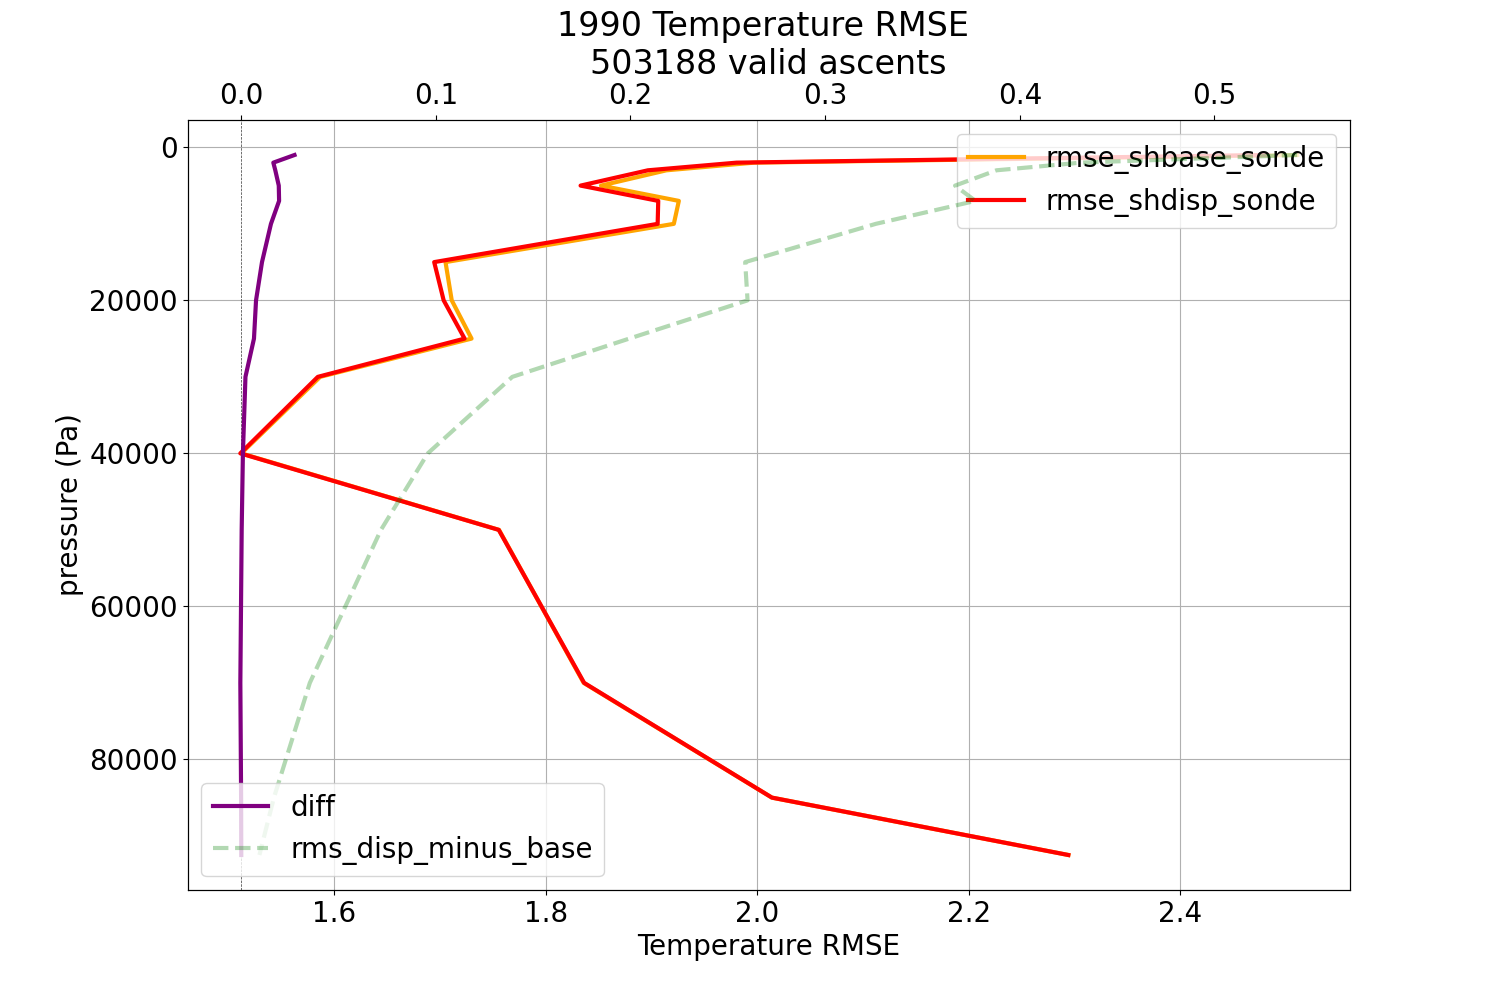 1990 Temperature RMSE
503188 valid ascents
0.0 0.1 0.2 0.3 0.4 0.5
rmse_shbase_sonde
rmse_shdisp_sonde
0
20000
40000
60000
80000
pressure (Pa)
diff
rms_disp_minus_base
1.6 1.8 2.0 2.2 2.4
Temperature RMSE